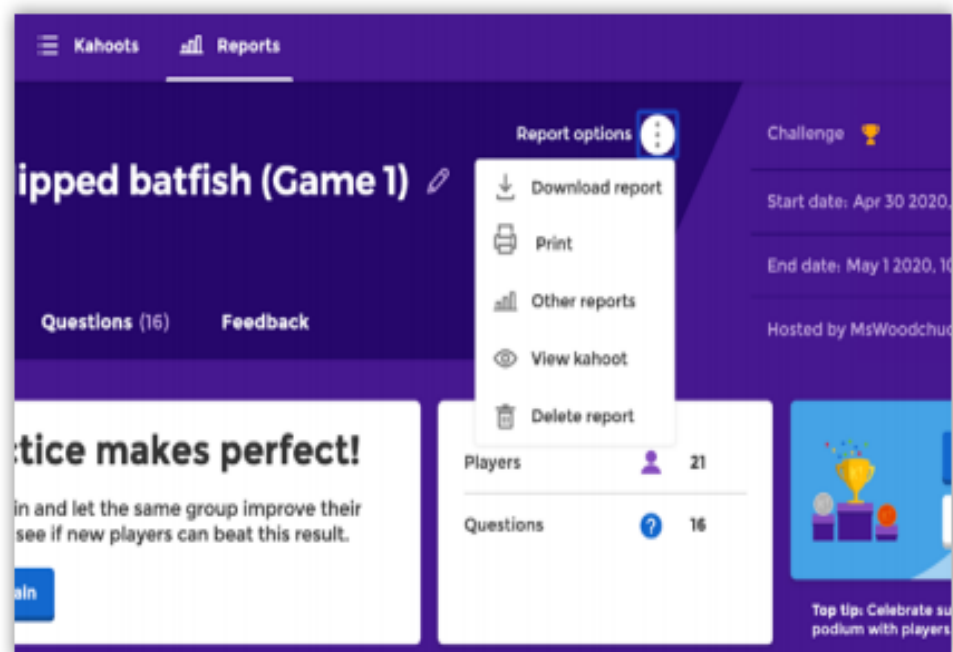 Kahoots
Reports
Report options
Challenge
ipped batfish (Game 1)
Download report
Start date: Apr 30 2020,
Print
End date: May 1 2020, 10
Other reports
Questions (16)
Feedback
Hosted by MsWoodchuc
View kahoot
Delete report
tice makes perfect!
Players 21
in and let the same group improve their
see if new players can beat this result.
Questions 16
ain
Top tip: Celebrate su
podium with players